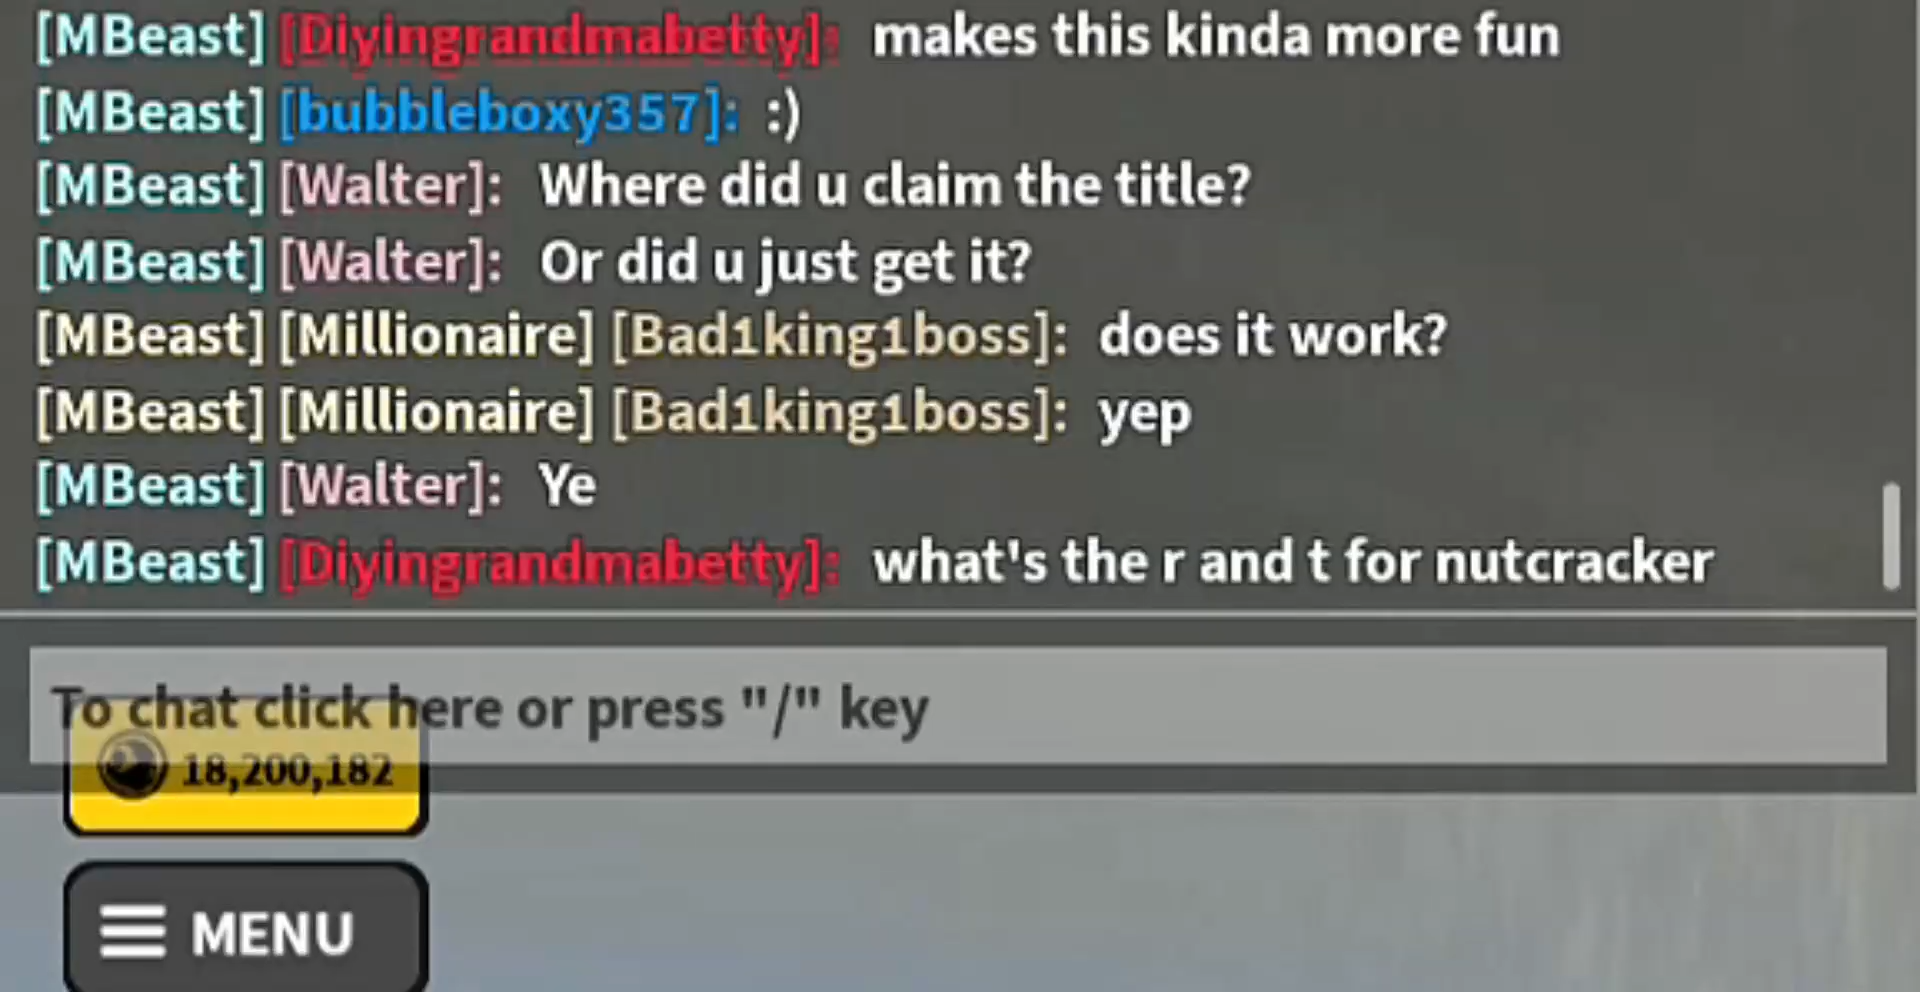 [MBeast] [Diyingrandmabetty]: makes this kinda more fun
[MBeast] [bubbleboxy357]: :)
[MBeast] [Walter]: Where did u claim the title?
[MBeast] [Walter]: Or did u just get it?
[MBeast] [Millionaire] [Bad1king1boss]: does it work?
[MBeast] [Millionaire] [Bad1king1boss]: yep
[MBeast] [Walter]: Ye
[MBeast] [Diyingrandmabetty]: what's the r and t for nutcracker
To chat click here or press "/" key
18,200,182
MENU